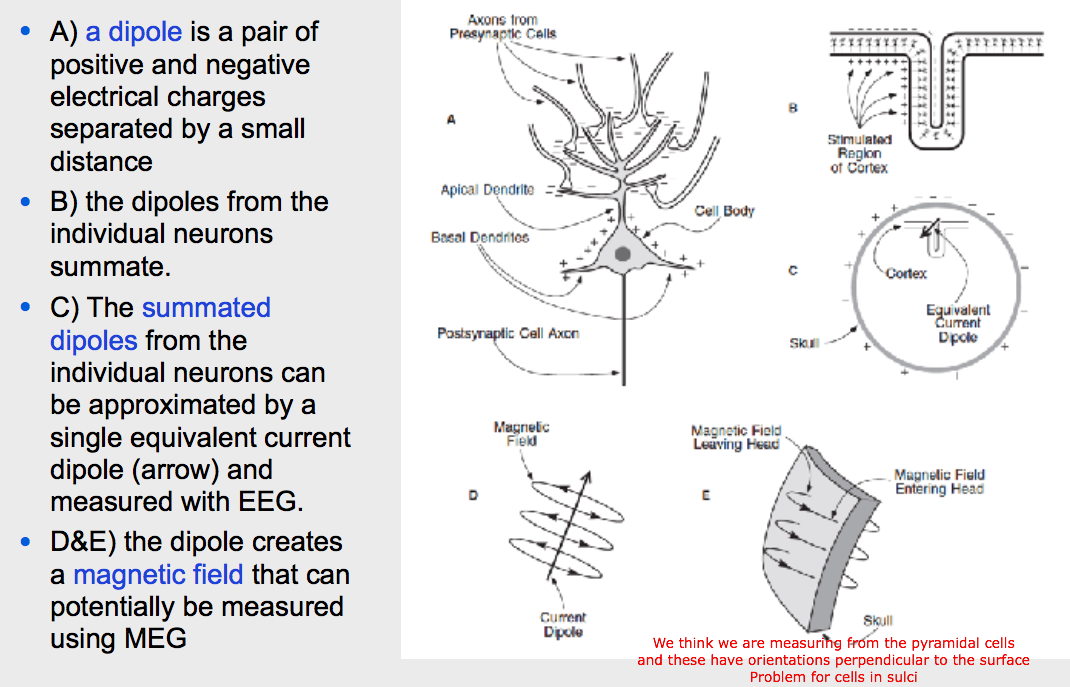 A) a dipole is a pair of
positive and negative
electrical charges
separated by a small
distance
B) the dipoles from the
individual neurons
summate.
C) The summated
dipoles from the
individual neurons can
be approximated by a
single equivalent current
dipole (arrow) and
measured with EEG.
D&E) the dipole creates
a magnetic field that can
potentially be measured
using MEG
Axons from
Presynaptic Cells
A
Apical Dendrite
Cell Body
Basal Dendrites
Postsynaptic Cell Axon
B
Stimulated
Region
of Cortex
C
Cortex
Equivalent
Current
Dipole
Skull
Magnetic
Field
D
Current
Dipole
Magnetic Field
Leaving Head
Magnetic Field
Entering Head
E
Skull
We think we are measuring from the pyramidal cells
and these have orientations perpendicular to the surface
Problem for cells in sulci